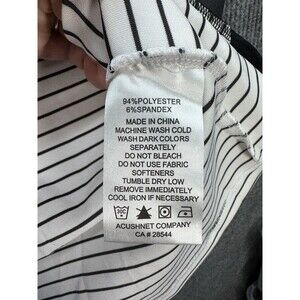 94%POLYESTER
6%SPANDEX
MADE IN CHINA
MACHINE WASH COLD
WASH DARK COLORS
SEPARATELY
DO NOT BLEACH
DO NOT USE FABRIC
SOFTENERS
TUMBLE DRY LOW
REMOVE IMMEDIATELY
COOL IRON IF NECESSARY
ACUSHNET COMPANY
CA # 28544